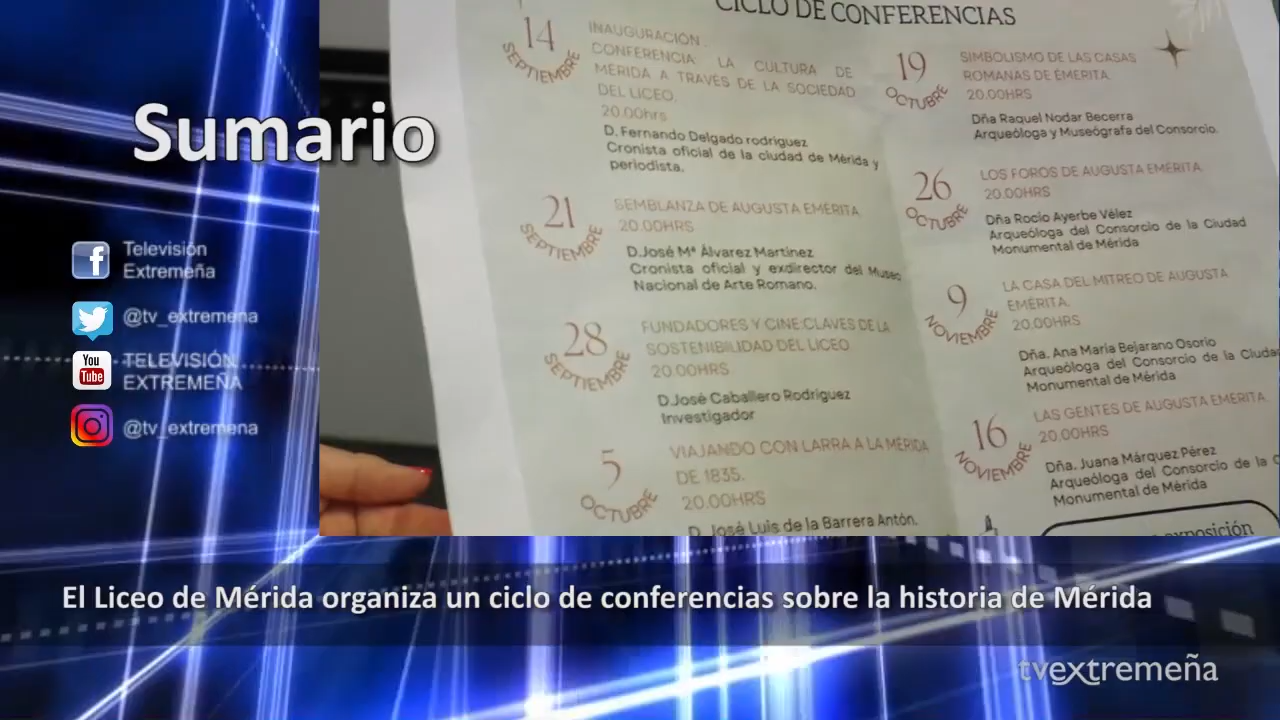 Sumario
Televisión
Extremeña
@tv_extremena
You
Tube
TELEVISIÓN
EXTREMEÑA
@tv_extremena
CICLO DE CONFERENCIAS
14
SEPTIEMBRE
INAUGURACIÓN .
CONFERENCIA: LA CULTURA DE
MÉRIDA A TRAVÉS DE LA SOCIEDAD
DEL LICEO.
20.00hrs
D. Fernando Delgado rodriguez
Cronista oficial de la ciudad de Mérida y
periodista.
21
SEPTIEMBRE
SEMBLANZA DE AUGUSTA EMÉRITA
20.00HRS
D.José Mª Álvarez Martínez
Cronista oficial y exdirector del Museo
Nacional de Arte Romano.
28
SEPTIEMBRE
FUNDADORES Y CINE:CLAVES DE LA
SOSTENIBILIDAD DEL LICEO
20.00HRS
D.José Caballero Rodríguez
Investigador
5
OCTUBRE
VIAJANDO CON LARRA A LA MÉRIDA
DE 1835.
20.00HRS
D. José Luis de la Barrera Antón.
19
OCTUBRE
SIMBOLISMO DE LAS CASAS
ROMANAS DE EMERITA.
20.00HRS
Dña Raquel Nodar Becerra
Arqueóloga y Museógrafa del Consorcio.
26
OCTUBRE
LOS FOROS DE AUGUSTA EMERITA
20.00HRS
Dña Rocío Ayerbe Vélez
Arqueóloga del Consorcio de la Ciudad
Monumental de Mérida
9
NOVIEMBRE
LA CASA DEL MITREO DE AUGUSTA
EMÉRITA.
20.00HRS
Dña. Ana María Bejarano Osorio
Arqueóloga del Consorcio de la Ciudad
Monumental de Mérida
16
NOVIEMBRE
LAS GENTES DE AUGUSTA EMERITA
20.00HRS
Dña. Juana Márquez Pérez
Arqueóloga del Consorcio de la C
Monumental de Mérida
exposición
El Liceo de Mérida organiza un ciclo de conferencias sobre la historia de Mérida
tvextremeña